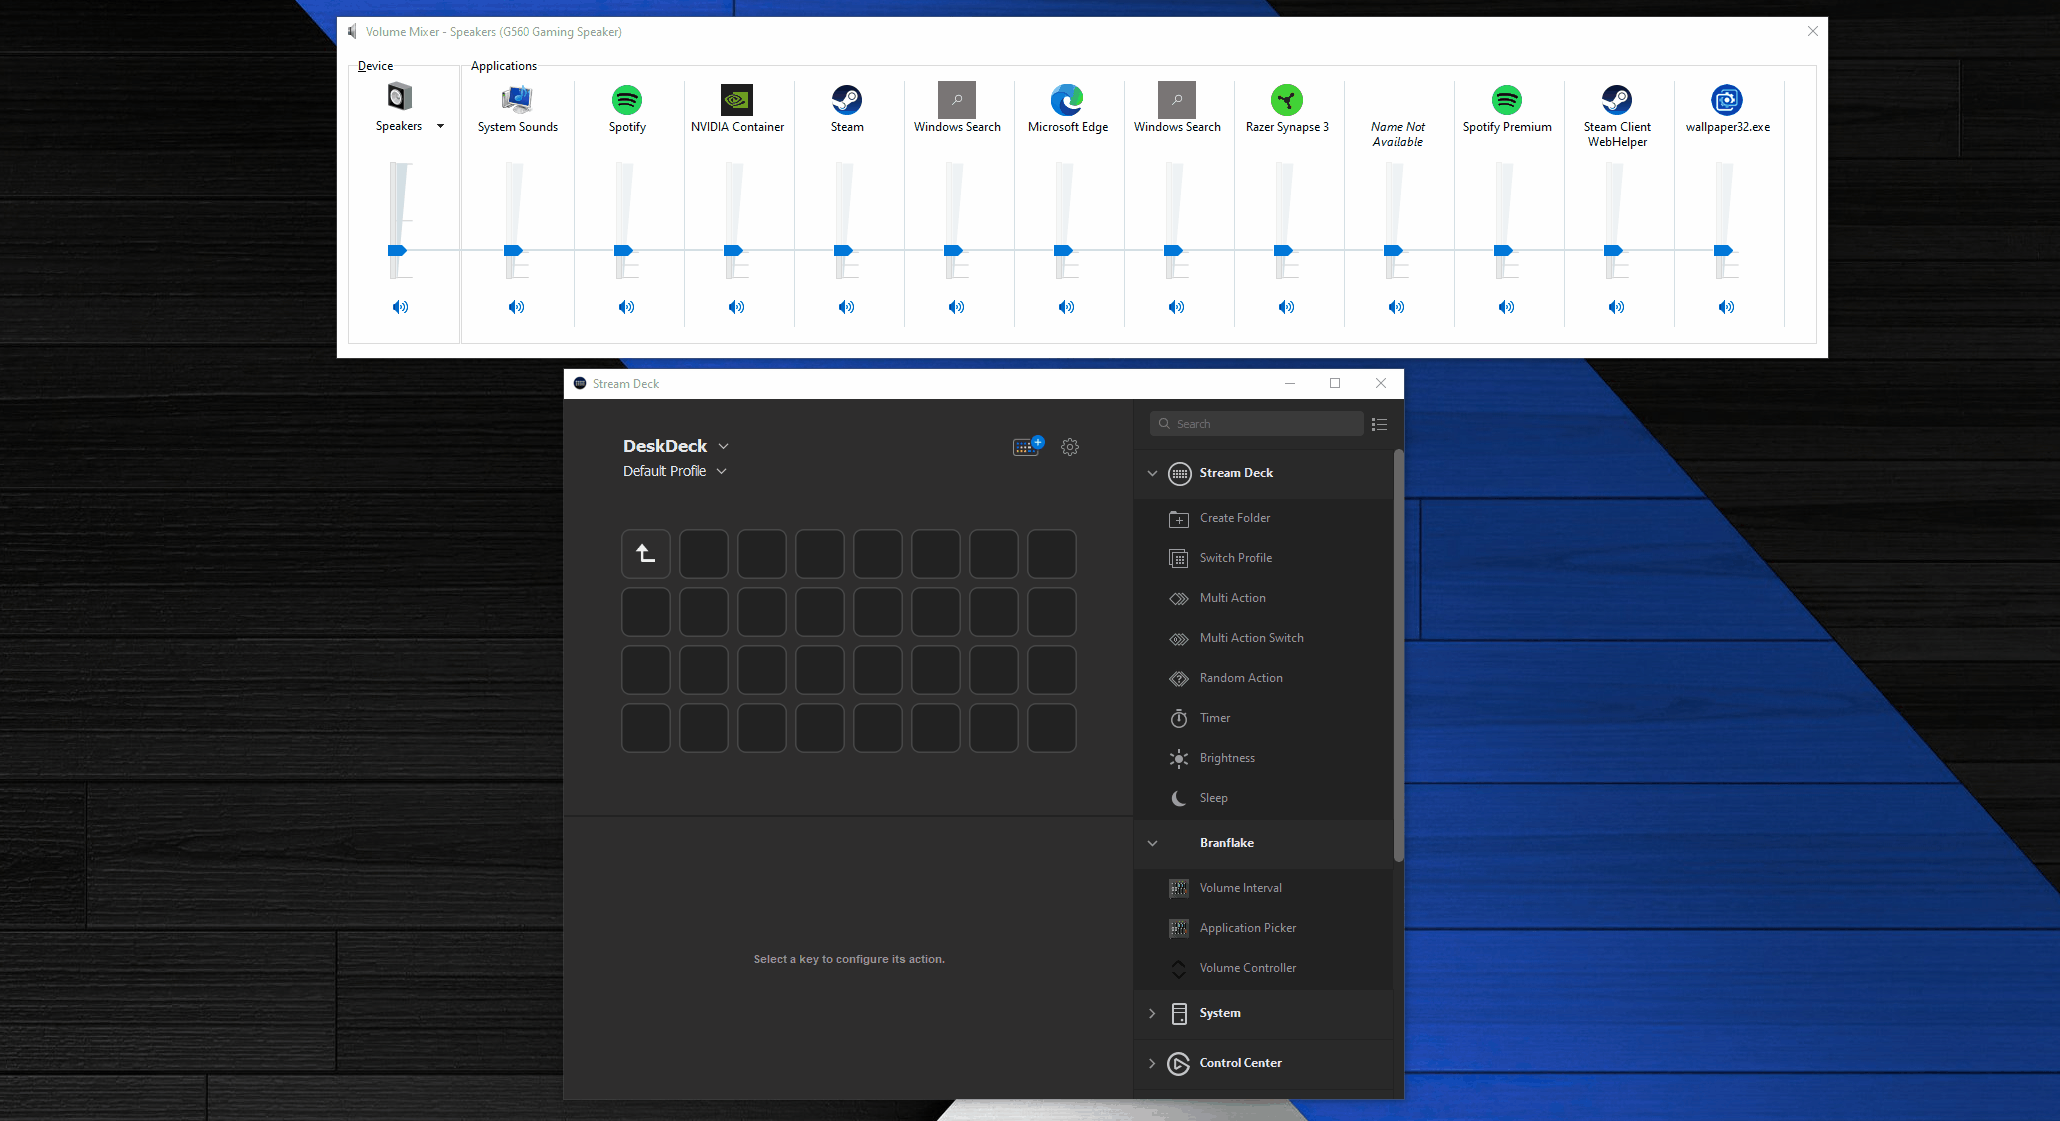 Volume Mixer - Speakers (G560 Gaming Speaker)
Device
Applications
Speakers
System Sounds
Spotify
NVIDIA Container
Steam
Windows Search
Microsoft Edge
Windows Search
Razer Synapse 3
Name Not
Available
Spotify Premium
Steam Client
WebHelper
wallpaper32.exe
Stream Deck
DeskDeck
Default Profile
Select a key to configure its action.
Search
Stream Deck
Create Folder
Switch Profile
Multi Action
Multi Action Switch
Random Action
Timer
Brightness
Sleep
Branflake
Volume Interval
Application Picker
Volume Controller
System
Control Center